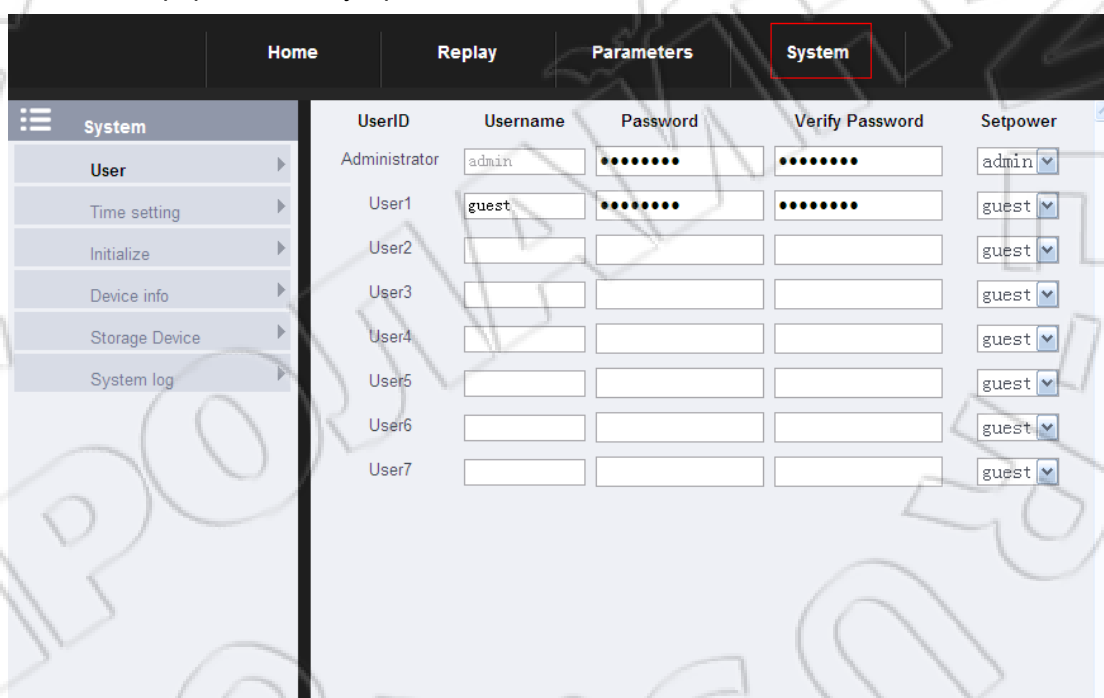 Home Replay Parameters System
System
User
Time setting
Initialize
Device info
Storage Device
System log
UserID Username Password Verify Password Setpower
Administrator admin •••••••• •••••••• admin
User1 guest •••••••• •••••••• guest
User2 guest
User3 guest
User4 guest
User5 guest
User6 guest
User7 guest